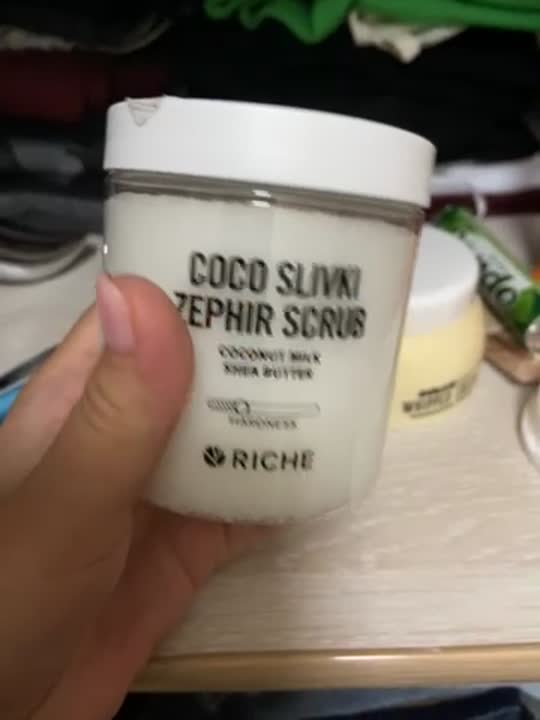 COCO SLIVKI
ZEPHIR SCRUB
COCONUT MILK
SHEA BUTTER
HARDNESS
RICHE